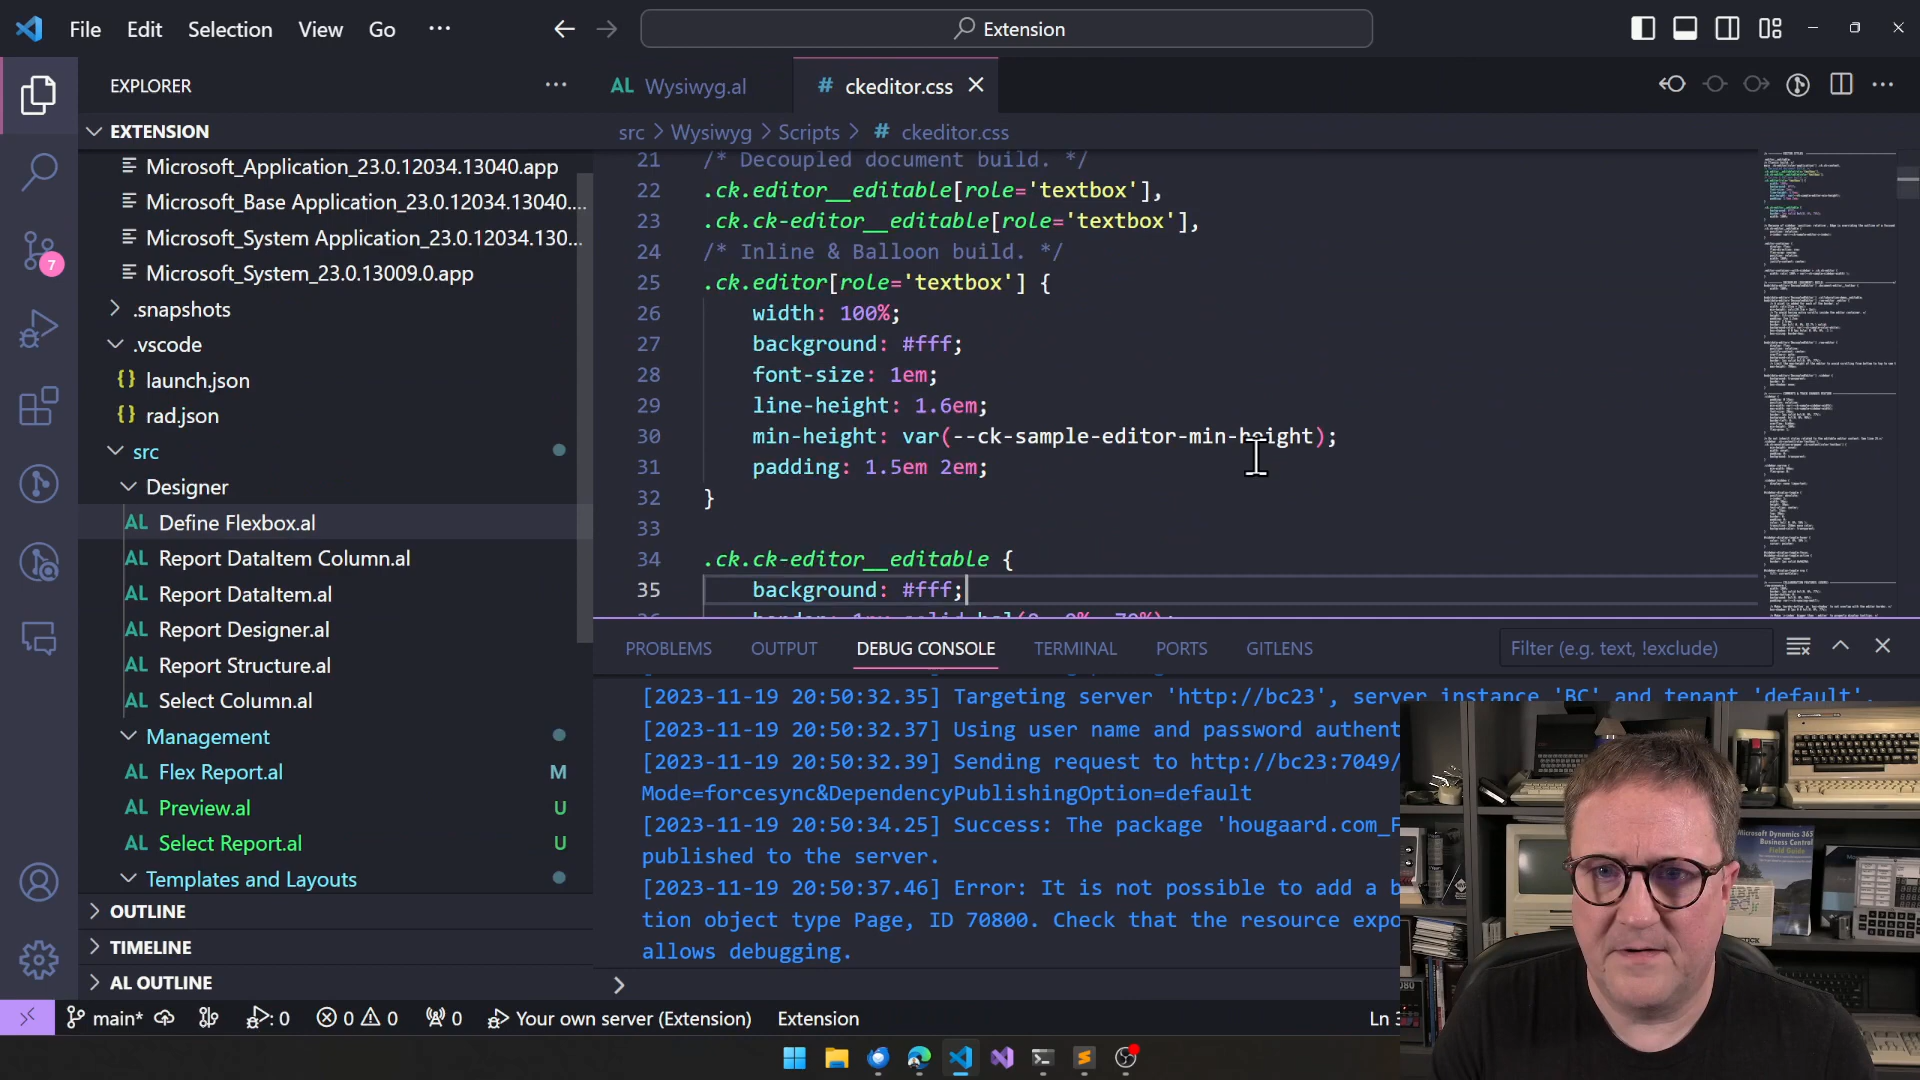 File Edit Selection View Go ···
Extension
EXPLORER
EXTENSION
Microsoft_Application_23.0.12034.13040.app
Microsoft_Base Application_23.0.12034.13040....
Microsoft_System Application_23.0.12034.130...
Microsoft_System_23.0.13009.0.app
.snapshots
.vscode
{} launch.json
{} rad.json
src
Designer
AL Define Flexbox.al
AL Report DataItem Column.al
AL Report DataItem.al
AL Report Designer.al
AL Report Structure.al
AL Select Column.al
Management
AL Flex Report.al M
AL Preview.al U
AL Select Report.al U
Templates and Layouts
OUTLINE
TIMELINE
AL OUTLINE
7
AL Wysiwyg.al
# ckeditor.css
src > Wysiwyg > Scripts > # ckeditor.css
21 /* Decoupled document build. */
22 .ck.editor__editable[role='textbox'],
23 .ck.ck-editor__editable[role='textbox'],
24 /* Inline & Balloon build. */
25 .ck.editor[role='textbox'] {
26 width: 100%;
27 background: #fff;
28 font-size: 1em;
29 line-height: 1.6em;
30 min-height: var(--ck-sample-editor-min-height);
31 padding: 1.5em 2em;
32 }
33
34 .ck.ck-editor__editable {
35 background: #fff;
PROBLEMS OUTPUT DEBUG CONSOLE TERMINAL PORTS GITLENS
Filter (e.g. text, !exclude)
[2023-11-19 20:50:32.35] Targeting server 'http://bc23', server instance 'BC' and tenant 'default'.
[2023-11-19 20:50:32.37] Using user name and password authent
[2023-11-19 20:50:32.39] Sending request to http://bc23:7049/
Mode=forcesync&DependencyPublishingOption=default
[2023-11-19 20:50:34.25] Success: The package 'hougaard.com_F
published to the server.
[2023-11-19 20:50:37.46] Error: It is not possible to add a b
tion object type Page, ID 70800. Check that the resource expo
allows debugging.
Microsoft Dynamics 365
Business Central
Field Guide
main* 0 0 0 0 Your own server (Extension) Extension
Ln 3